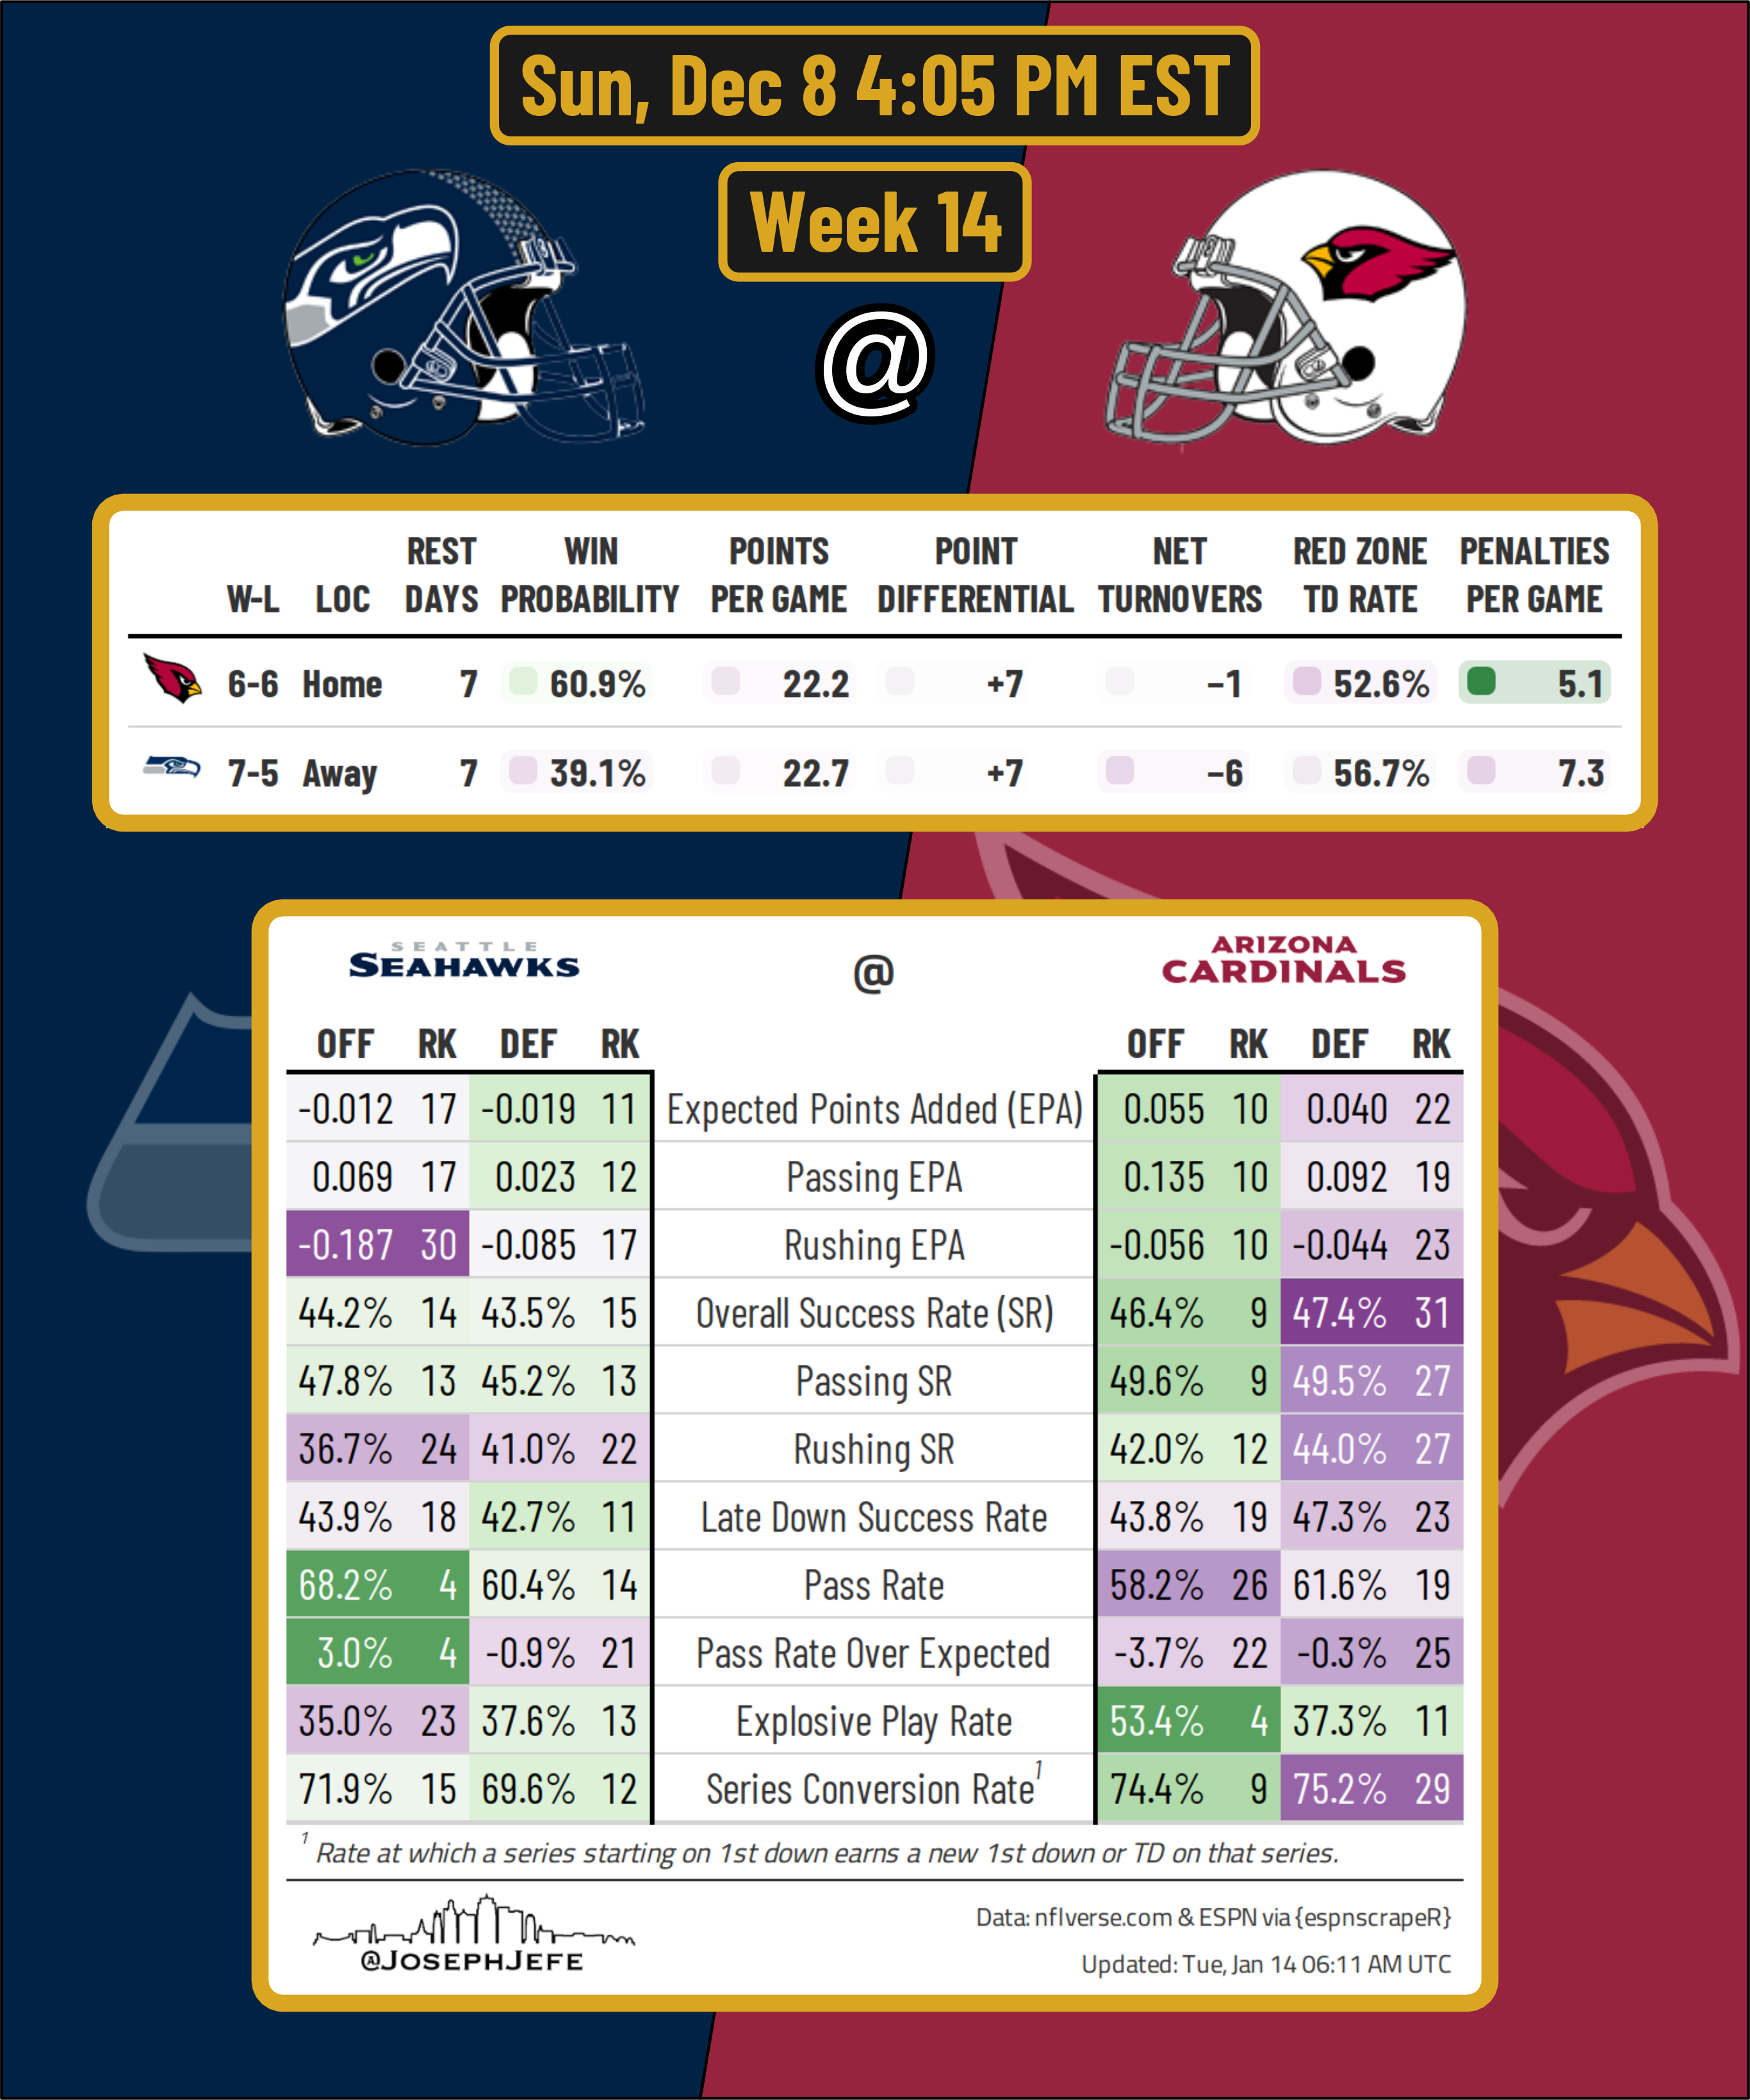 Sun, Dec 8 4:05 PM EST
Week 14
@
REST WIN POINTS POINT NET RED ZONE PENALTIES
W-L LOC DAYS PROBABILITY PER GAME DIFFERENTIAL TURNOVERS TD RATE PER GAME
6-6 Home 7 60.9% 22.2 +7 −1 52.6% 5.1
7-5 Away 7 39.1% 22.7 +7 −6 56.7% 7.3
SEATTLE
SEAHAWKS
@
ARIZONA
CARDINALS
OFF RK DEF RK OFF RK DEF RK
-0.012 17 -0.019 11 Expected Points Added (EPA) 0.055 10 0.040 22
0.069 17 0.023 12 Passing EPA 0.135 10 0.092 19
-0.187 30 -0.085 17 Rushing EPA -0.056 10 -0.044 23
44.2% 14 43.5% 15 Overall Success Rate (SR) 46.4% 9 47.4% 31
47.8% 13 45.2% 13 Passing SR 49.6% 9 49.5% 27
36.7% 24 41.0% 22 Rushing SR 42.0% 12 44.0% 27
43.9% 18 42.7% 11 Late Down Success Rate 43.8% 19 47.3% 23
68.2% 4 60.4% 14 Pass Rate 58.2% 26 61.6% 19
3.0% 4 -0.9% 21 Pass Rate Over Expected -3.7% 22 -0.3% 25
35.0% 23 37.6% 13 Explosive Play Rate 53.4% 4 37.3% 11
71.9% 15 69.6% 12 Series Conversion Rate¹ 74.4% 9 75.2% 29
¹ Rate at which a series starting on 1st down earns a new 1st down or TD on that series.
@JOSEPHJEFE
Data: nflverse.com & ESPN via {espnscrapeR}
Updated: Tue, Jan 14 06:11 AM UTC